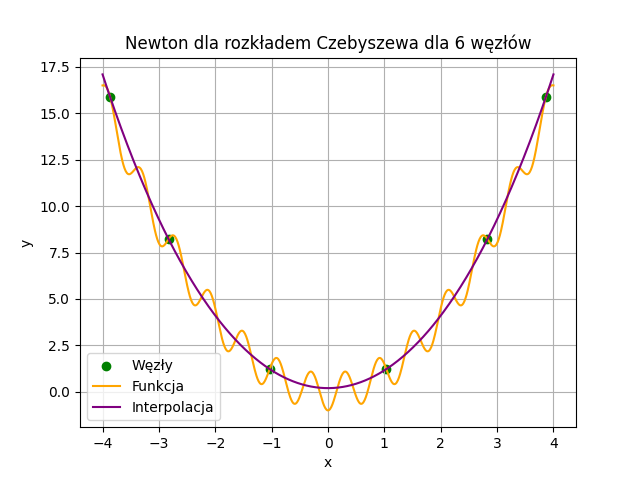 Newton dla rozkładem Czebyszewa dla 6 węzłów
17.5
15.0
12.5
10.0
7.5
5.0
2.5
0.0
y
Węzły
Funkcja
Interpolacja
−4 −3 −2 −1 0 1 2 3 4
x